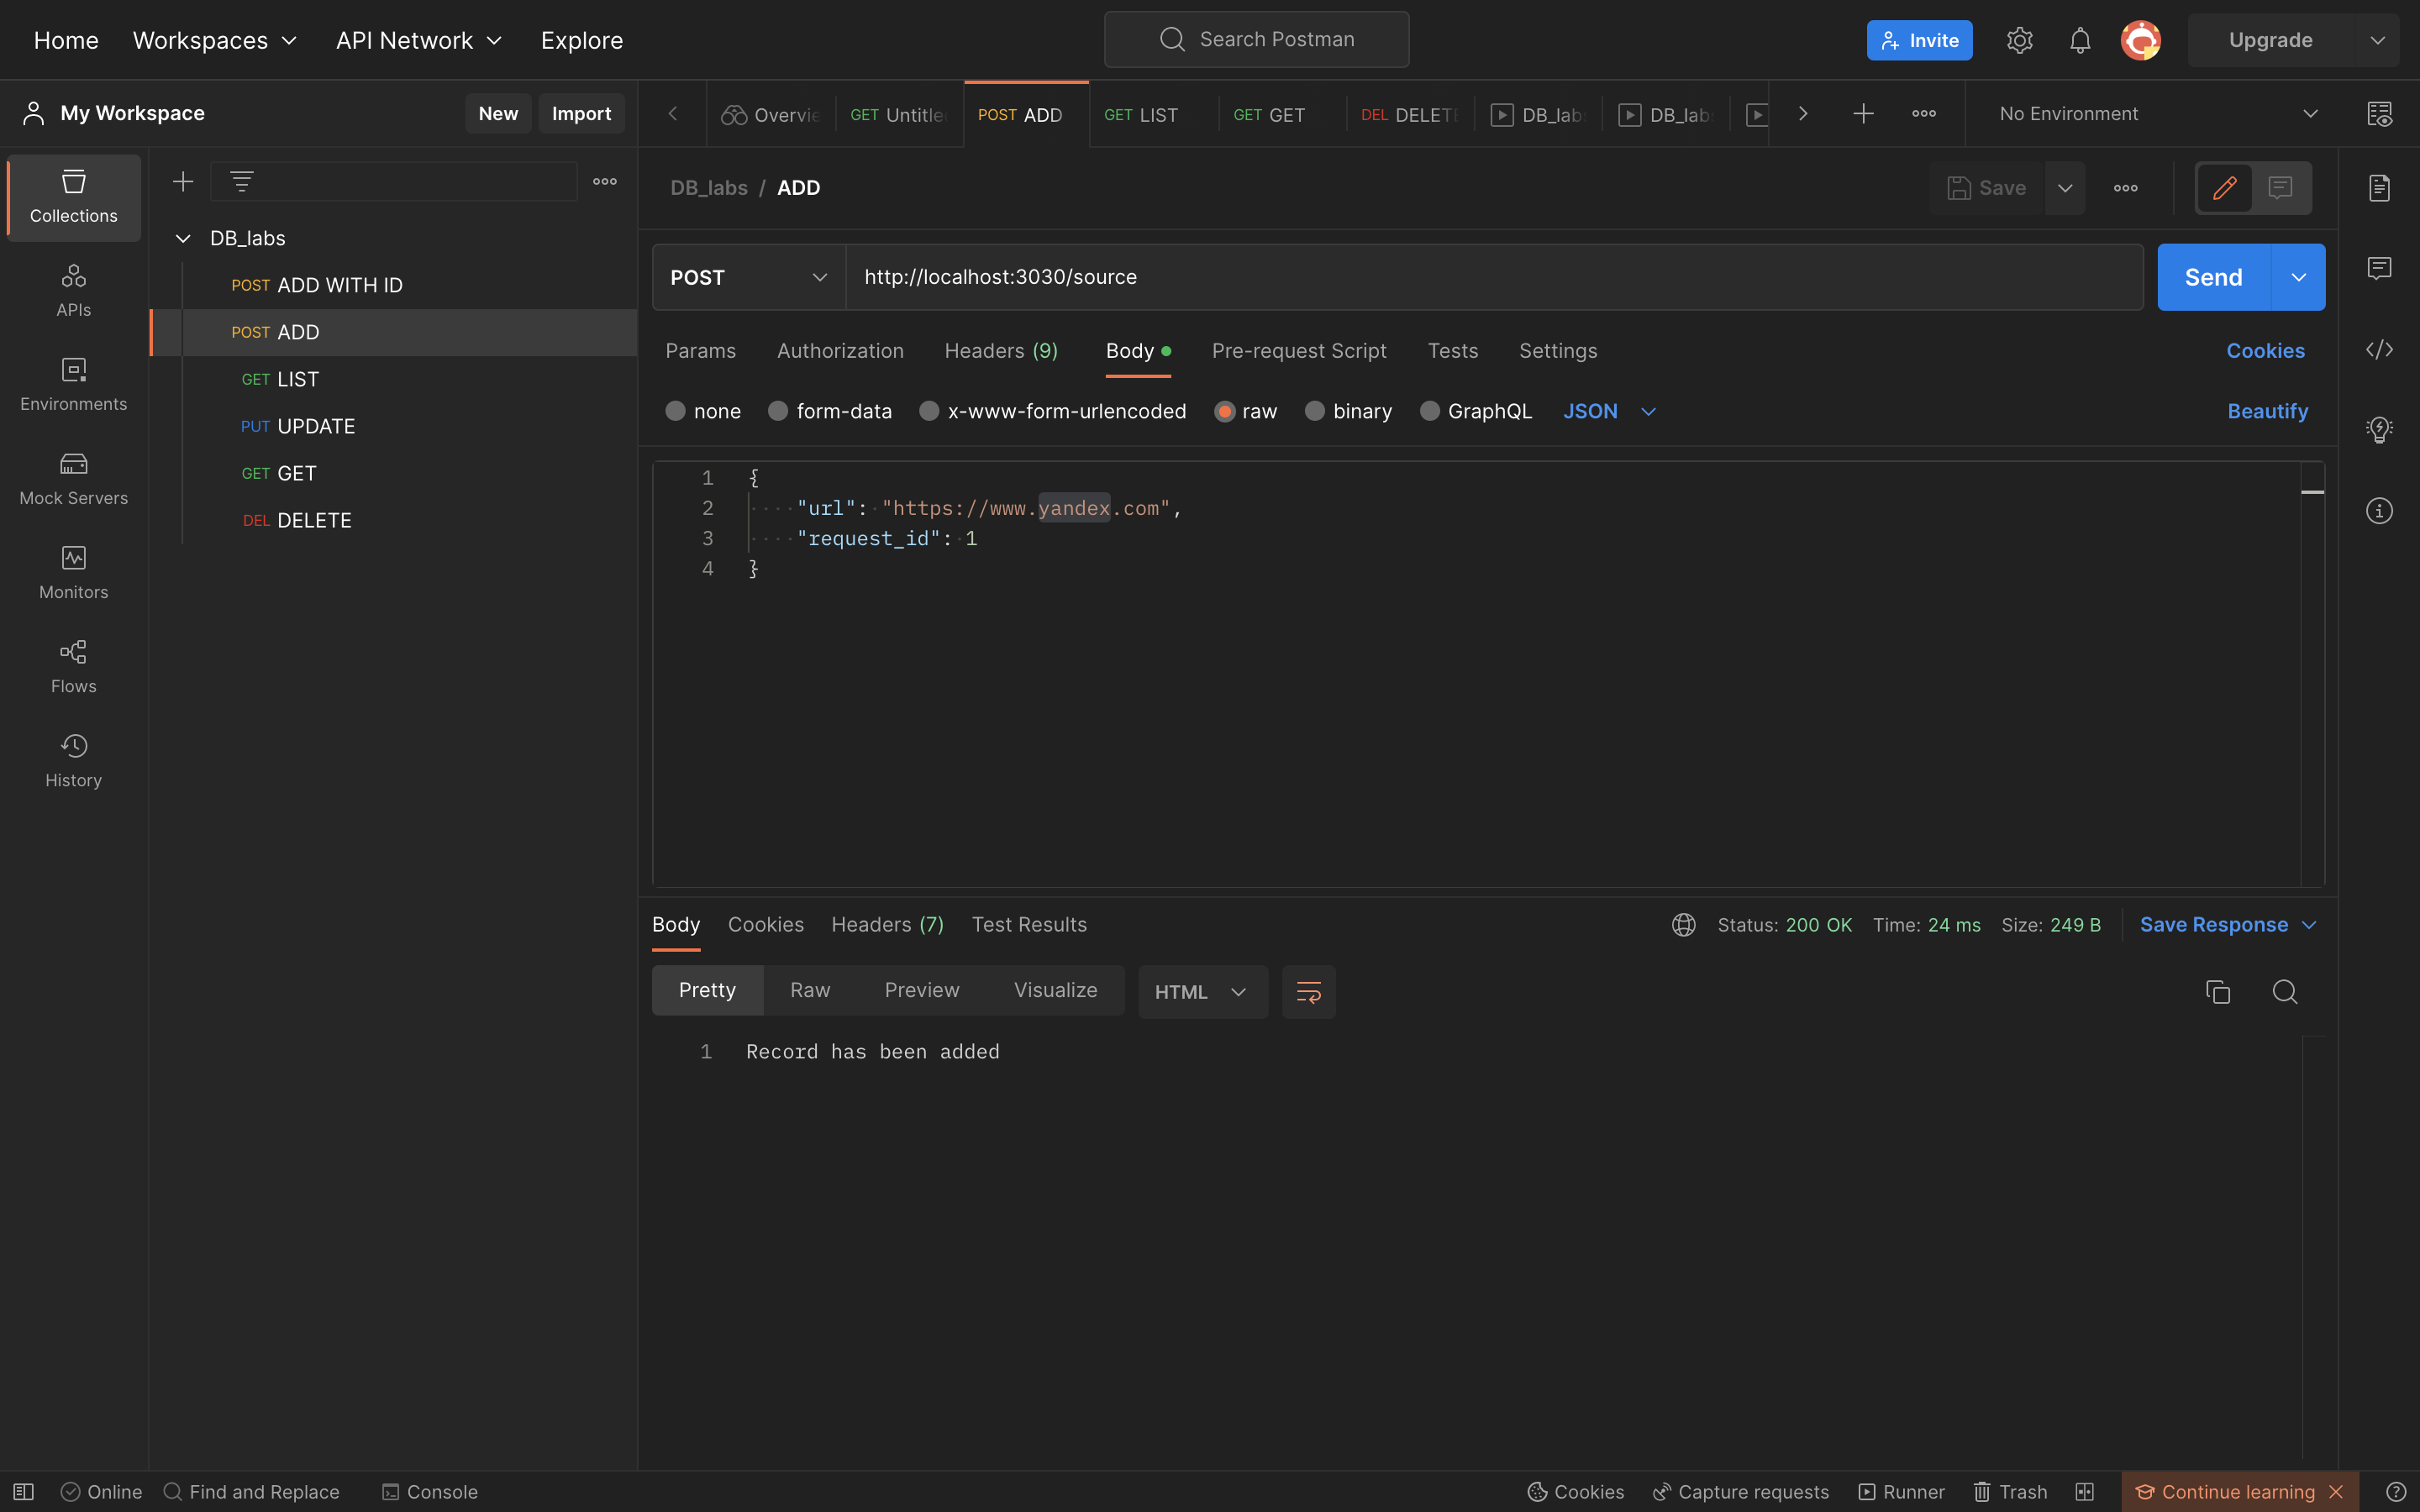 Home Workspaces API Network Explore Search Postman Invite Upgrade
My Workspace New Import
GET POST ADD GET LIST GET GET DEL No Environment
Collections
APIs
Environments
Mock Servers
Monitors
Flows
History
DB_labs
POST ADD WITH ID
POST ADD
GET LIST
PUT UPDATE
GET GET
DEL DELETE
DB_labs / ADD Save
POST http://localhost:3030/source Send
Params Authorization Headers (9) Body Pre-request Script Tests Settings Cookies
none form-data x-www-form-urlencoded raw binary GraphQL JSON Beautify
1 {
2 "url": "https://www.yandex.com",
3 "request_id": 1
4 }
Body Cookies Headers (7) Test Results Status: 200 OK Time: 24 ms Size: 249 B Save Response
Pretty Raw Preview Visualize HTML
1 Record has been added
Online Find and Replace Console Cookies Capture requests Runner Trash Continue learning